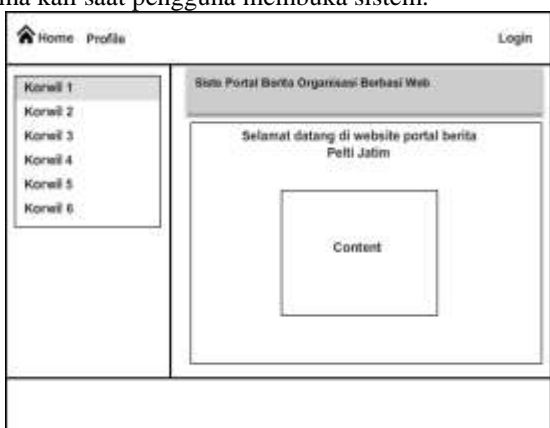 ma kali saat pengguna membuka sistem.
Home Profile Login
Korwil 1
Korwil 2
Korwil 3
Korwil 4
Korwil 5
Korwil 6
Siste Portal Berita Organisasi Berbasi Web
Selamat datang di website portal berita
Pelti Jatim
Content